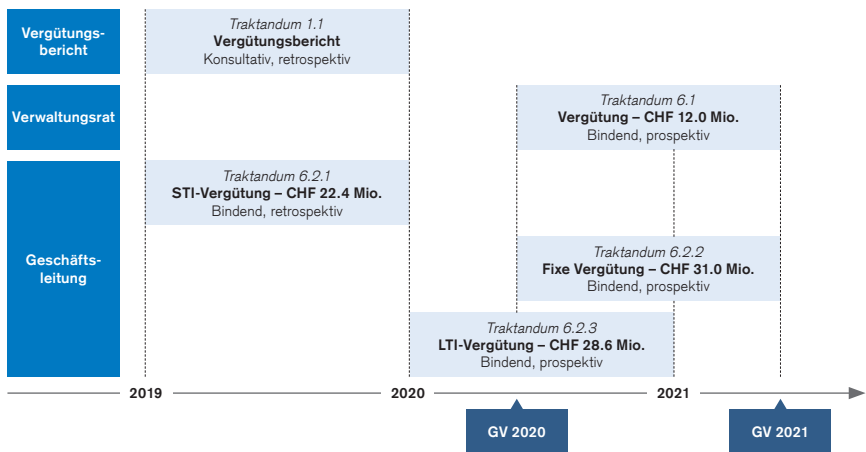 Vergütungs-
bericht
Traktandum 1.1
Vergütungsbericht
Konsultativ, retrospektiv
Verwaltungsrat
Traktandum 6.1
Vergütung – CHF 12.0 Mio.
Bindend, prospektiv
Geschäfts-
leitung
Traktandum 6.2.1
STI-Vergütung – CHF 22.4 Mio.
Bindend, retrospektiv
Traktandum 6.2.2
Fixe Vergütung – CHF 31.0 Mio.
Bindend, prospektiv
Traktandum 6.2.3
LTI-Vergütung – CHF 28.6 Mio.
Bindend, prospektiv
2019
2020
2021
GV 2020
GV 2021